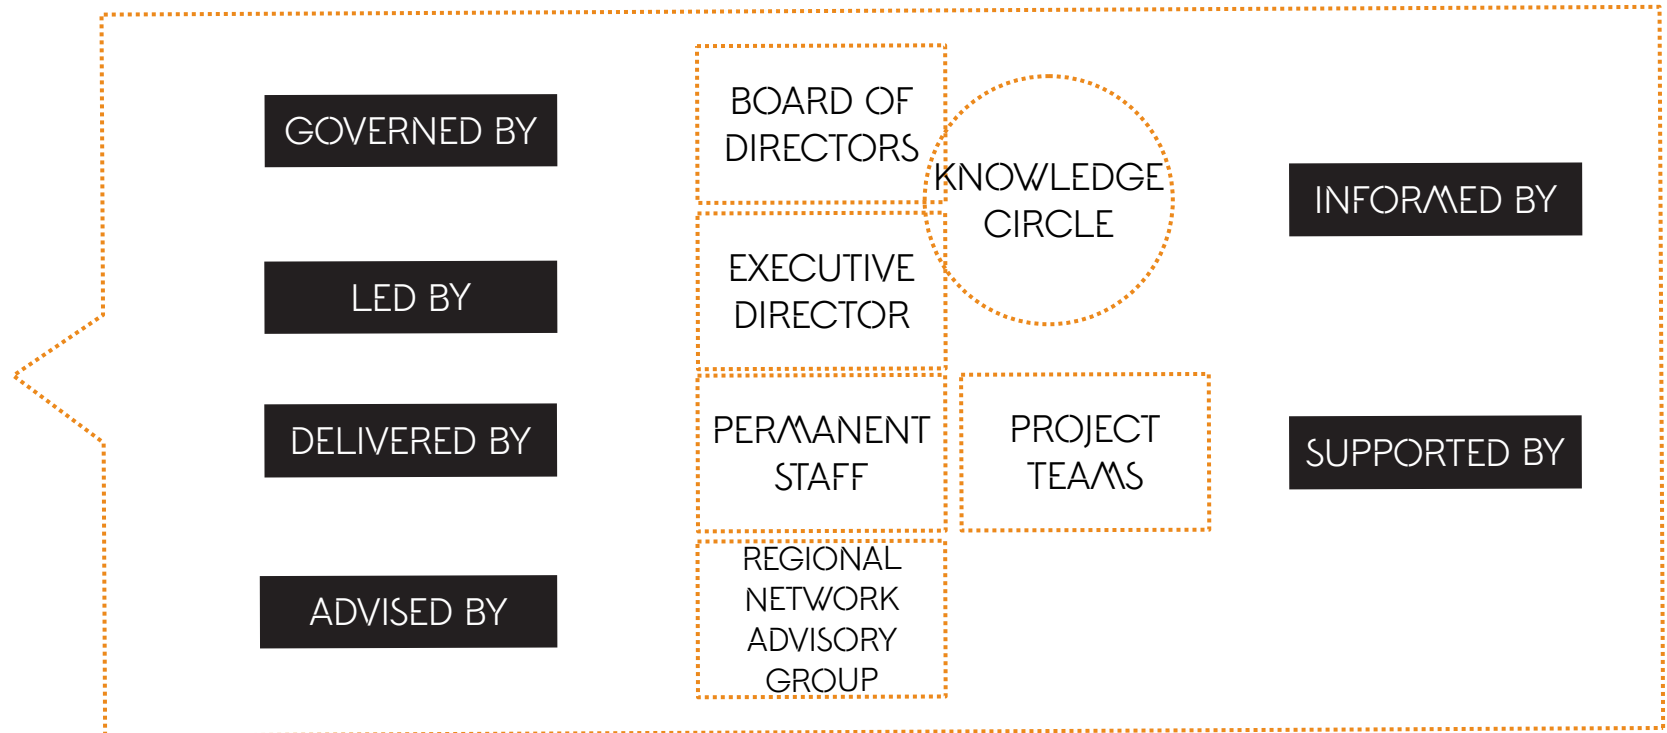 GOVERNED BY
BOARD OF
DIRECTORS
KNOWLEDGE
CIRCLE
INFORMED BY
LED BY
EXECUTIVE
DIRECTOR
DELIVERED BY
PERMANENT
STAFF
PROJECT
TEAMS
SUPPORTED BY
ADVISED BY
REGIONAL
NETWORK
ADVISORY
GROUP